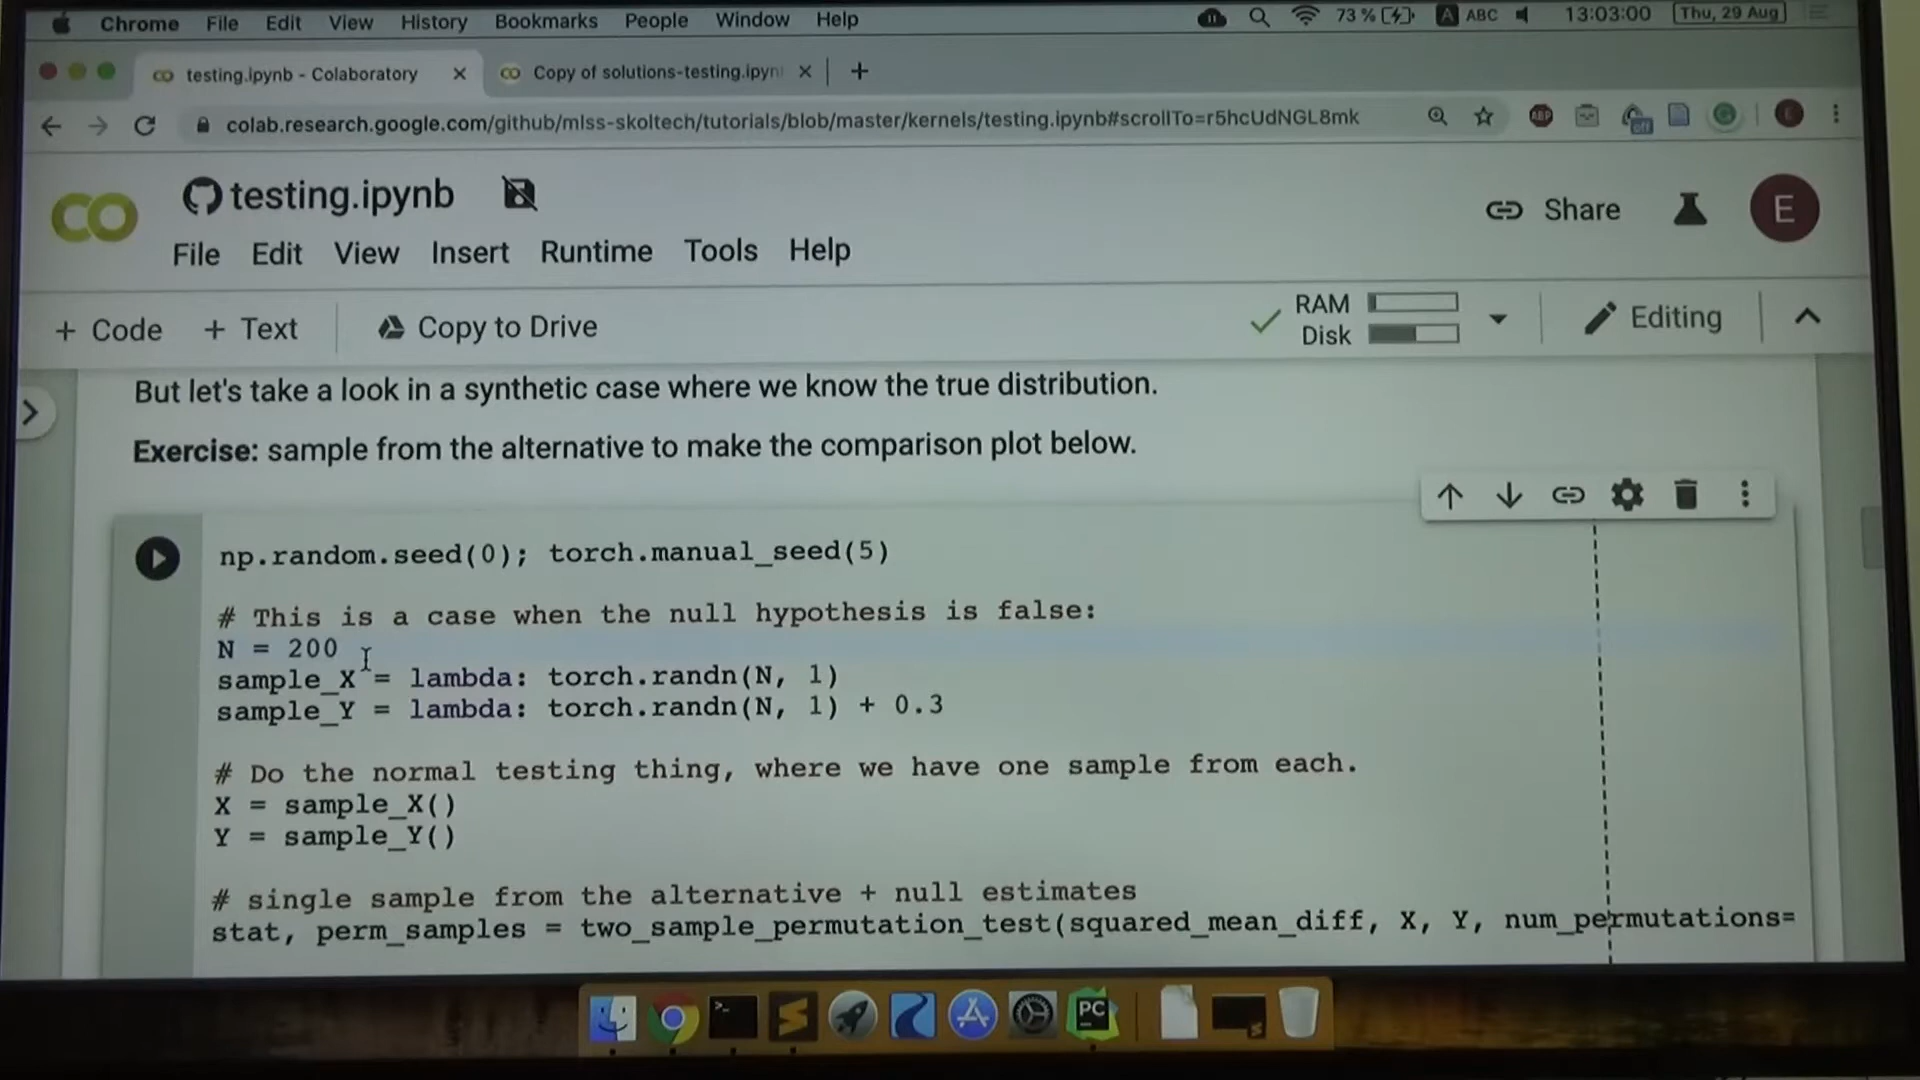 Chrome File Edit View History Bookmarks People Window Help 73 % A ABC 13:03:00 Thu, 29 Aug
testing.ipynb - Colaboratory Copy of solutions-testing.ipyn
colab.research.google.com/github/mlss-skoltech/tutorials/blob/master/kernels/testing.ipynb#scrollTo=r5hcUdNGL8mk ABP off
CO testing.ipynb Share E
File Edit View Insert Runtime Tools Help
+ Code + Text Copy to Drive RAM Disk Editing
But let's take a look in a synthetic case where we know the true distribution.
Exercise: sample from the alternative to make the comparison plot below.
np.random.seed(0); torch.manual_seed(5)
# This is a case when the null hypothesis is false:
N = 200
sample_X = lambda: torch.randn(N, 1)
sample_Y = lambda: torch.randn(N, 1) + 0.3
# Do the normal testing thing, where we have one sample from each.
X = sample_X()
Y = sample_Y()
# single sample from the alternative + null estimates
stat, perm_samples = two_sample_permutation_test(squared_mean_diff, X, Y, num_permutations=
PC